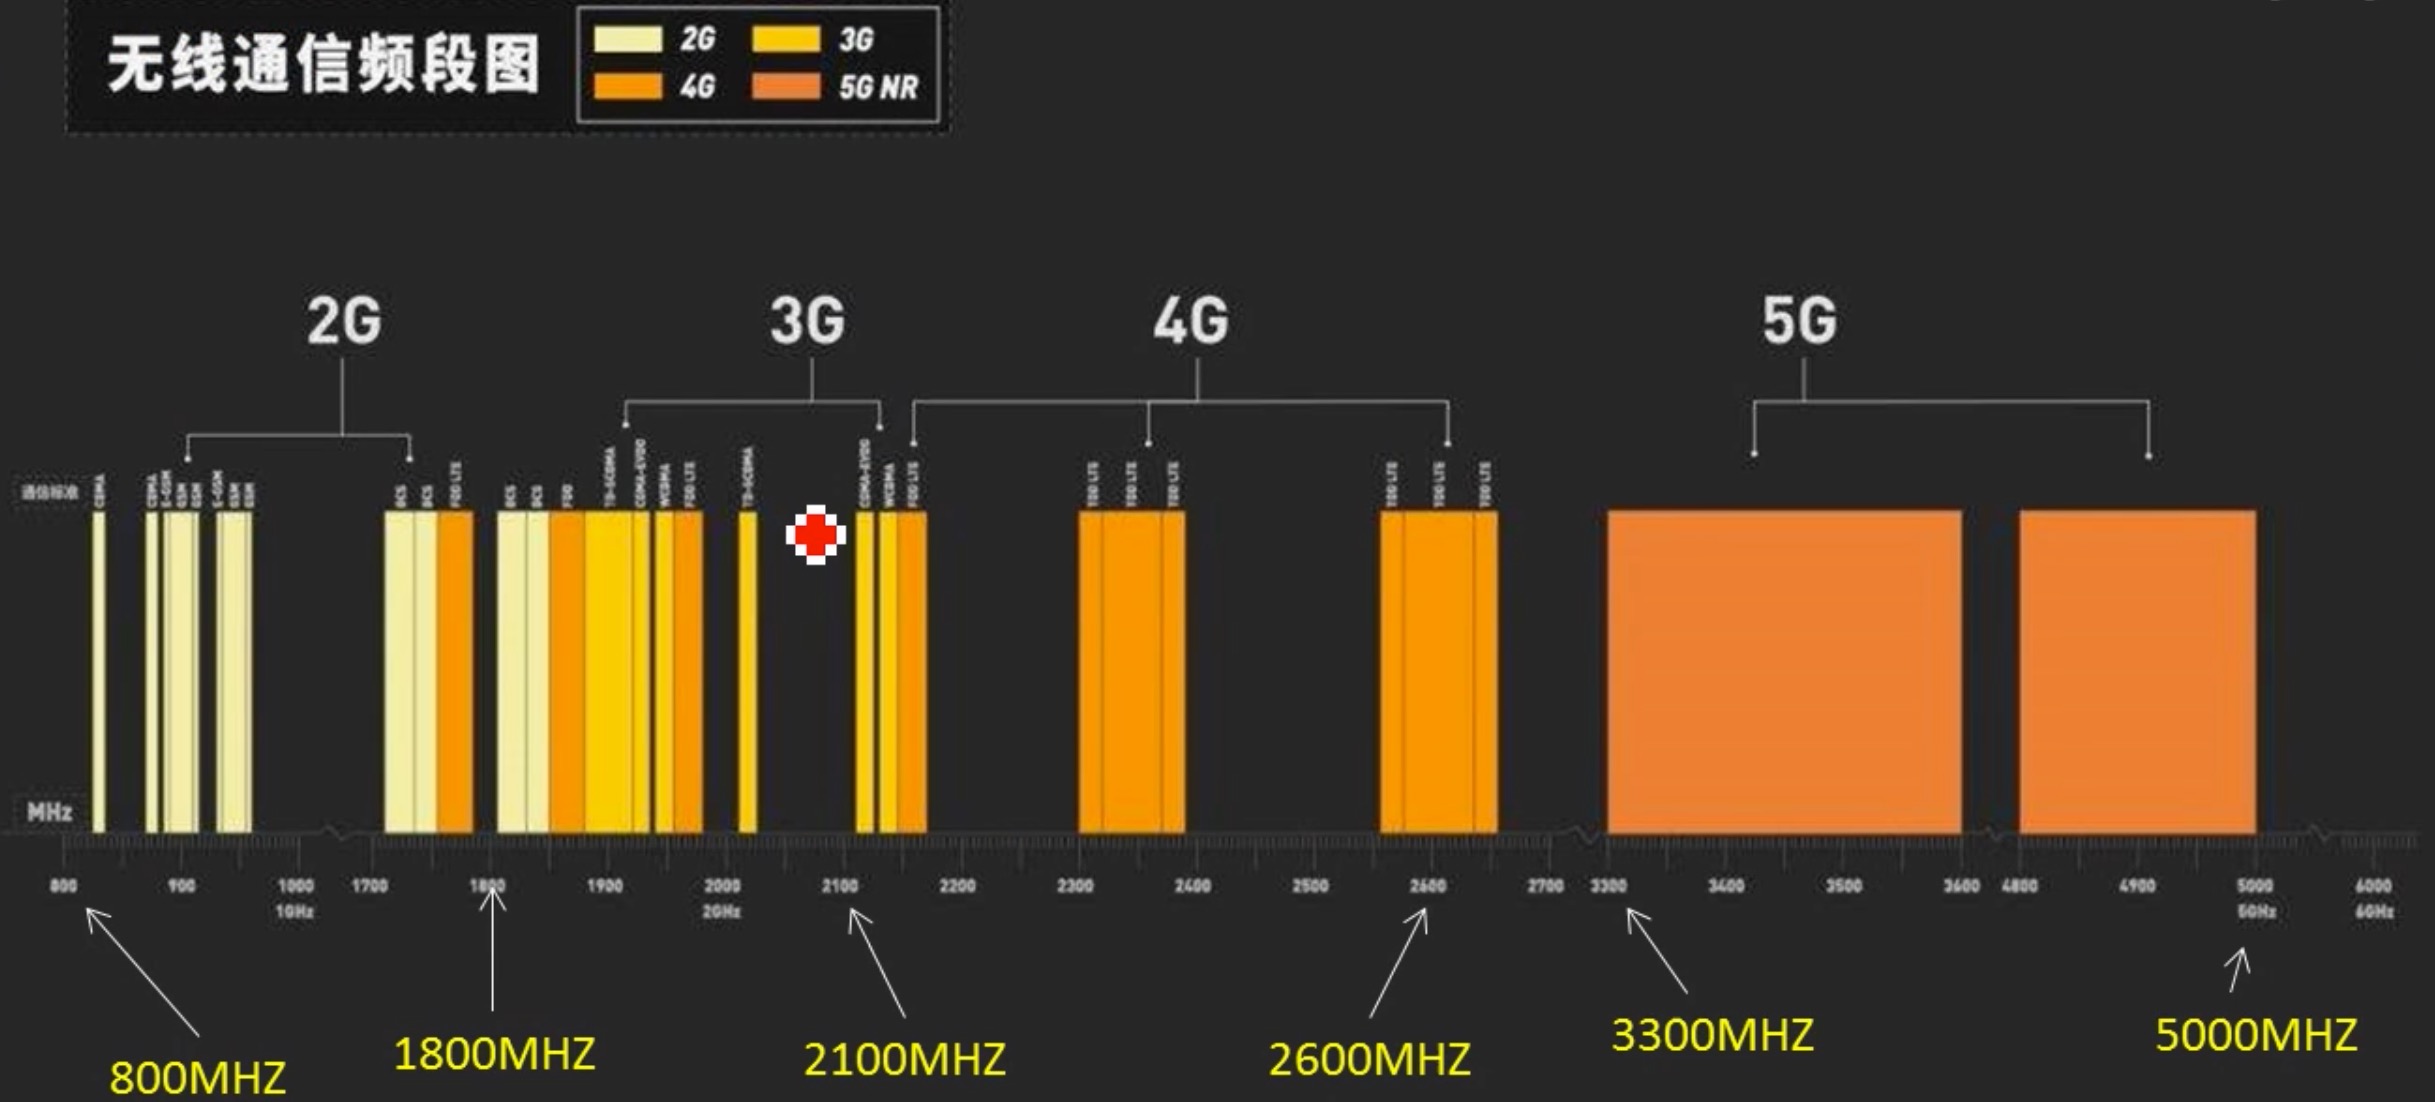 无线通信频段图
2G 3G
4G 5G NR
2G 3G 4G 5G
通信标准 CDMA CDMA E-GSM GSM GSM E-GSM GSM GSM DCS DCS FDD LTE DCS DCS FDD TD-SCDMA CDMA-EVDO WCDMA FDD LTE TD-SCDMA CDMA-EVDO WCDMA FDD LTE TDD LTE TDD LTE TDD LTE TDD LTE TDD LTE TDD LTE
MHz
800 900 1000 1700 1800 1900 2000 2100 2200 2300 2400 2500 2600 2700 3300 3400 3500 3600 4800 4900 5000 6000
1GHz 2GHz 5GHz 6GHz
800MHZ 1800MHZ 2100MHZ 2600MHZ 3300MHZ 5000MHZ